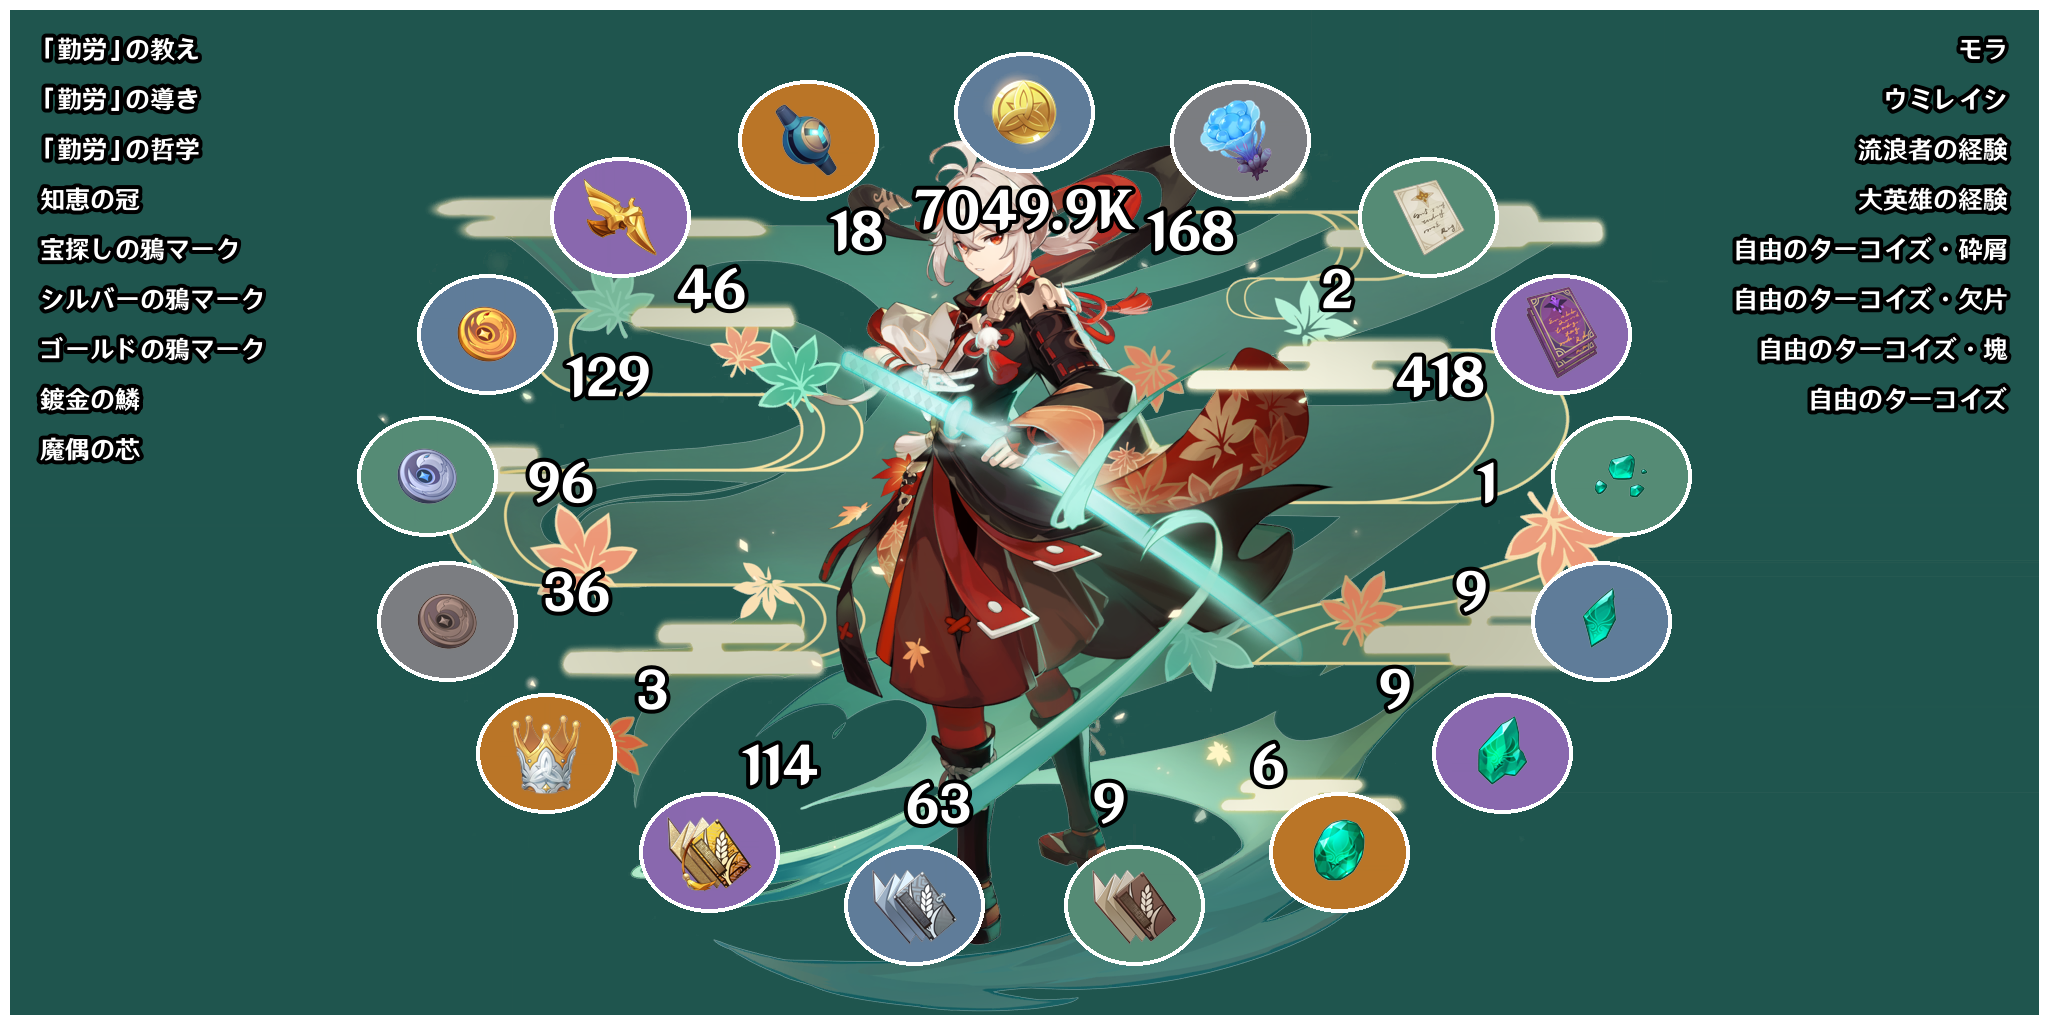 「勤労」の教え
「勤労」の導き
「勤労」の哲学
知恵の冠
宝探しの鴉マーク
シルバーの鴉マーク
ゴールドの鴉マーク
鍍金の鱗
魔偶の芯
モラ
ウミレイシ
流浪者の経験
大英雄の経験
自由のターコイズ・砕屑
自由のターコイズ・欠片
自由のターコイズ・塊
自由のターコイズ
7049.9K
168
2
418
1
9
9
6
9
63
114
3
36
96
129
46
18